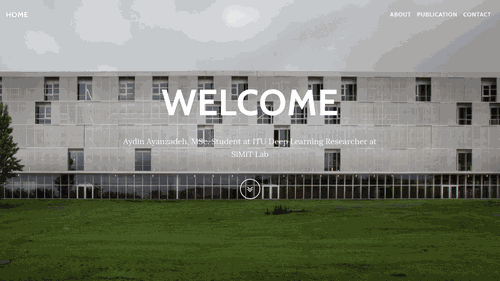 HOME
ABOUT PUBLICATION CONTACT
WELCOME
Aydin Ayanzadeh, MSc. Student at ITU Deep Learning Researcher at
SiMiT Lab